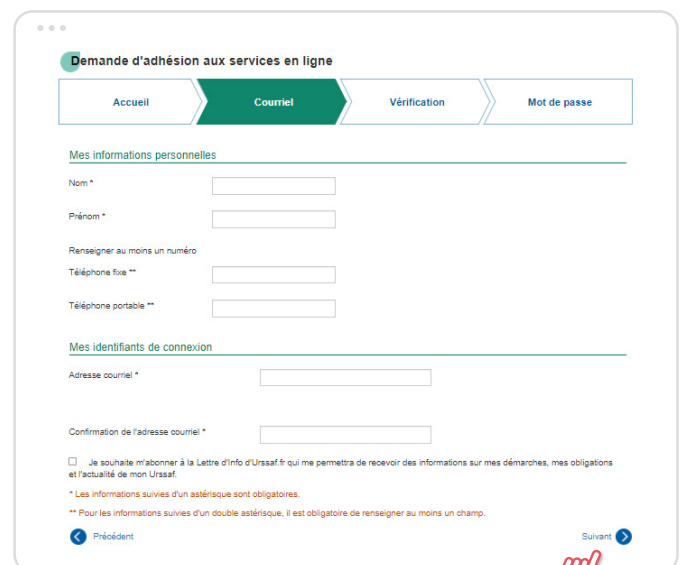 Demande d'adhésion aux services en ligne
Accueil
Courriel
Vérification
Mot de passe
Mes informations personnelles
Nom *
Prénom *
Renseigner au moins un numéro
Téléphone fixe **
Téléphone portable **
Mes identifiants de connexion
Adresse courriel *
Confirmation de l'adresse courriel *
Je souhaite m'abonner à la Lettre d'Info d'Urssaf.fr qui me permettra de recevoir des informations sur mes démarches, mes obligations
et l'actualité de mon Urssaf.
* Les informations suivies d'un astérisque sont obligatoires.
** Pour les informations suivies d'un double astérisque, il est obligatoire de renseigner au moins un champ.
Précédent
Suivant